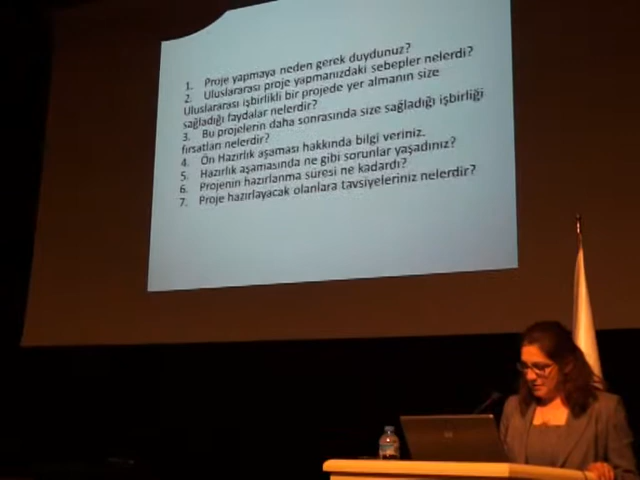 1. Proje yapmaya neden gerek duydunuz?
2. Uluslararası proje yapmanızdaki sebepler nelerdi?
Uluslararası işbirlikli bir projede yer almanın size
sağladığı faydalar nelerdir?
3. Bu projelerin daha sonrasında size sağladığı işbirliği
fırsatları nelerdir?
4. Ön Hazırlık aşaması hakkında bilgi veriniz.
5. Hazırlık aşamasında ne gibi sorunlar yaşadınız?
6. Projenin hazırlanma süresi ne kadardı?
7. Proje hazırlayacak olanlara tavsiyeleriniz nelerdir?